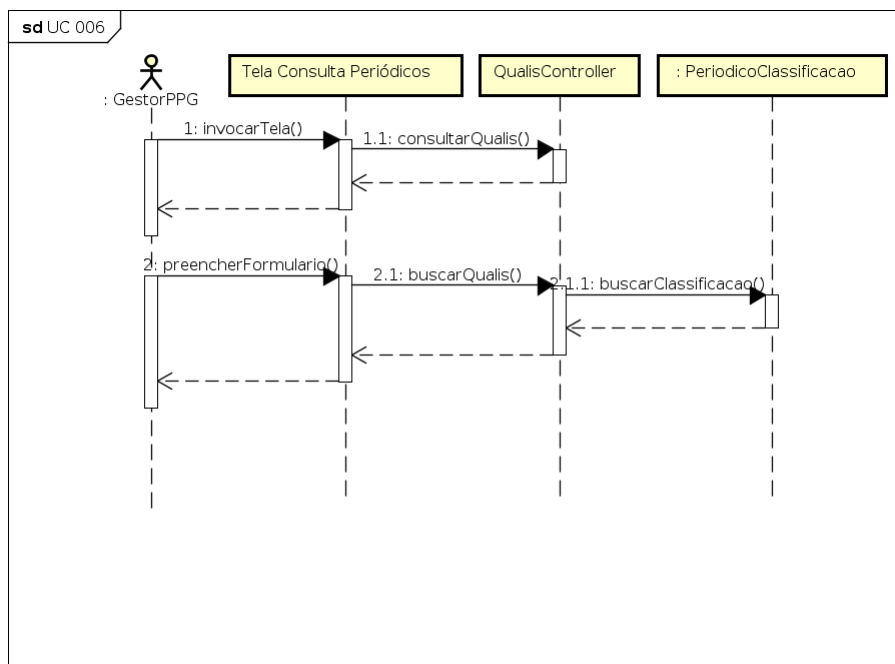 sd UC 006
: GestorPPG
Tela Consulta Periódicos
QualisController
: PeriodicoClassificacao
1: invocarTela()
1.1: consultarQualis()
2: preencherFormulario()
2.1: buscarQualis()
2.1.1: buscarClassificacao()